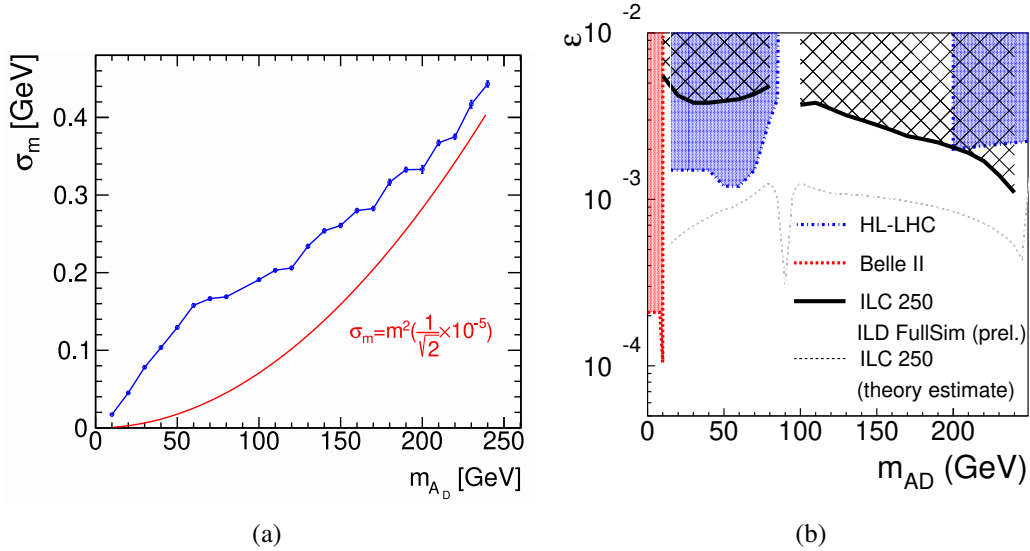 σm [GeV]
0.4
0.3
0.2
0.1
0
0 50 100 150 200 250
mA_D [GeV]
σm=m²(1/√2×10⁻⁵)
(a)
ε
10⁻²
10⁻³
10⁻⁴
HL-LHC
Belle II
ILC 250
ILD FullSim (prel.)
ILC 250
(theory estimate)
0 50 100 150 200
mAD (GeV)
(b)